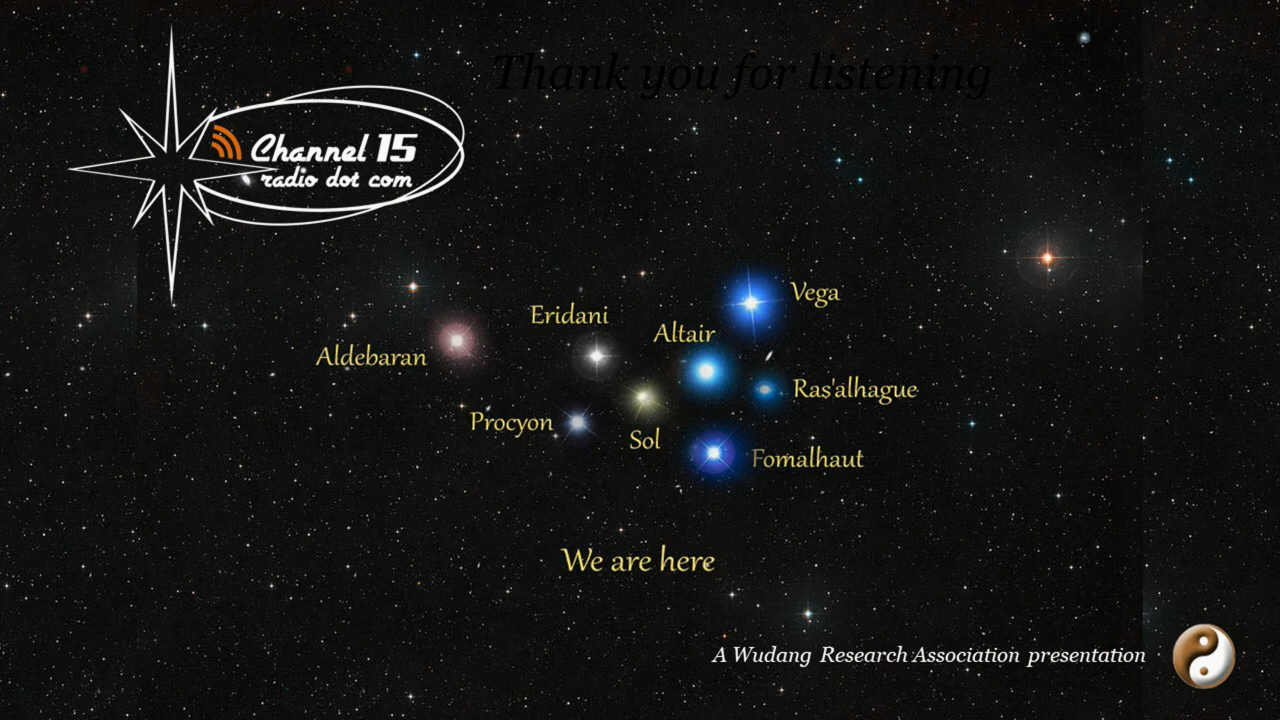 Thank you for listening
Channel 15
radio dot com
Vega
Eridani
Altair
Aldebaran
Ras'alhague
Procyon
Sol
Fomalhaut
We are here
A Wudang Research Association presentation